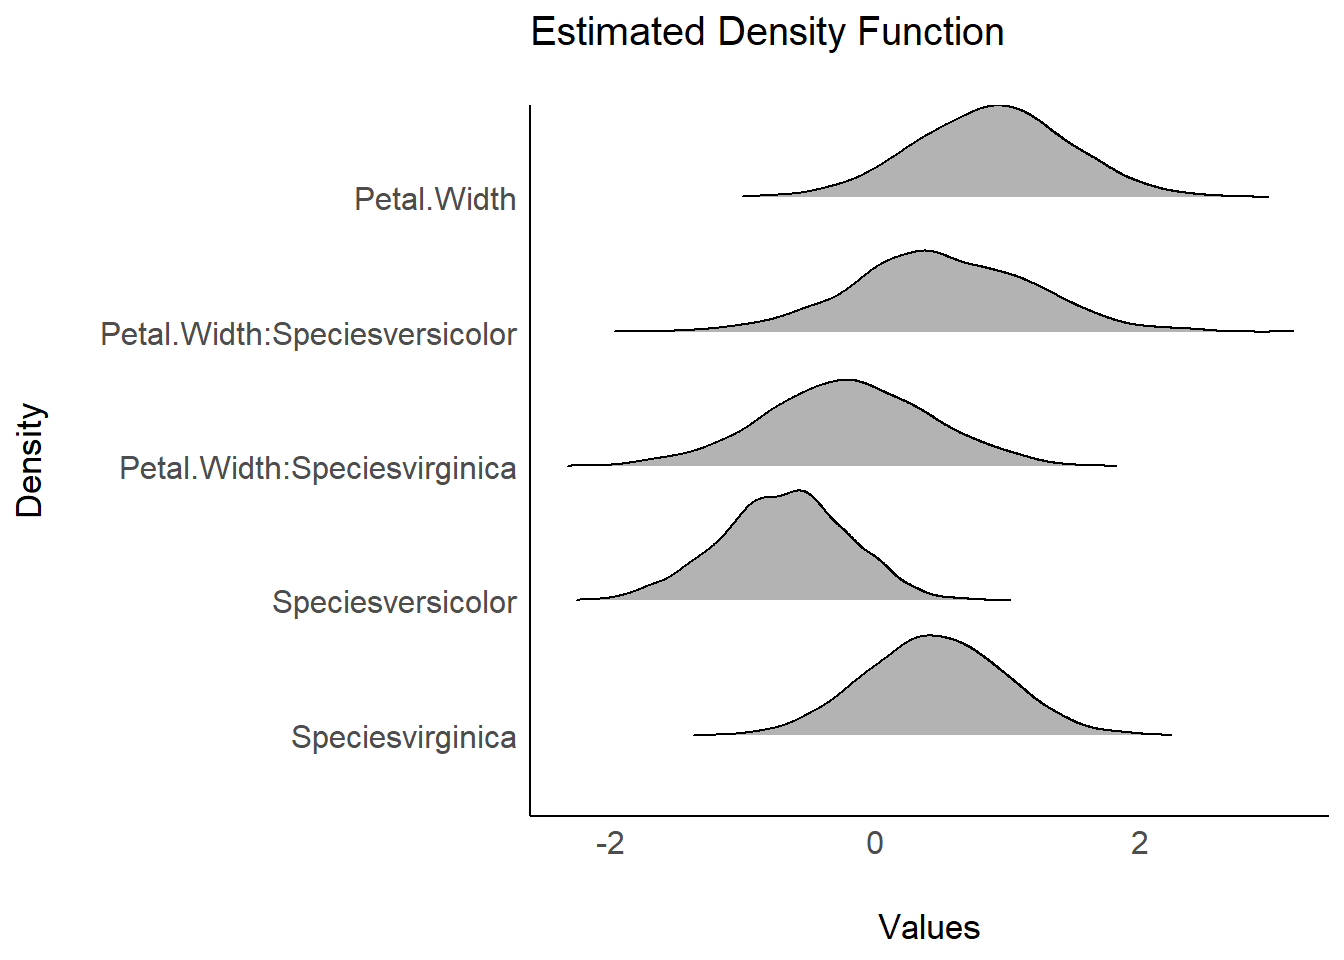 Estimated Density Function
Petal.Width
Petal.Width:Speciesversicolor
Petal.Width:Speciesvirginica
Speciesversicolor
Speciesvirginica
Density
-2 0 2
Values